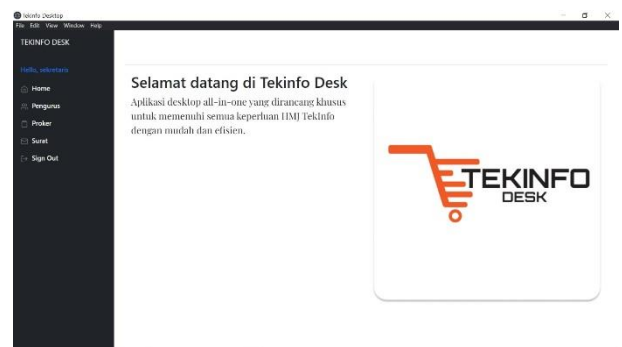 Tekinfo Desktop
File Edit View Window Help
TEKINFO DESK
Hello, sekretaris
Home
Pengurus
Proker
Surat
Sign Out
Selamat datang di Tekinfo Desk
Aplikasi desktop all-in-one yang dirancang khusus
untuk memenuhi semua keperluan HMJ TekInfo
dengan mudah dan efisien.
TEKINFO
DESK